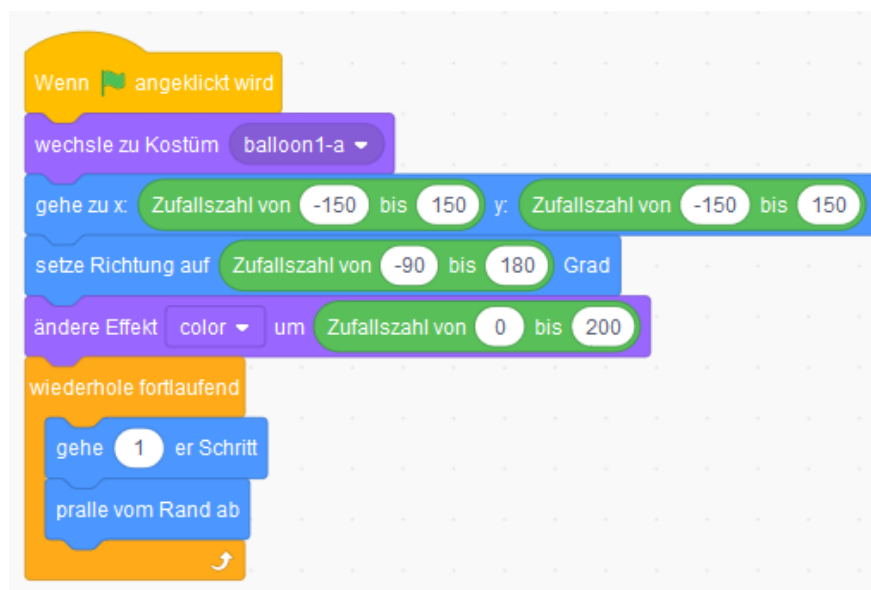 Wenn angeklickt wird
wechsle zu Kostüm balloon1-a
gehe zu x: Zufallszahl von -150 bis 150 y: Zufallszahl von -150 bis 150
setze Richtung auf Zufallszahl von -90 bis 180 Grad
ändere Effekt color um Zufallszahl von 0 bis 200
wiederhole fortlaufend
gehe 1 er Schritt
pralle vom Rand ab